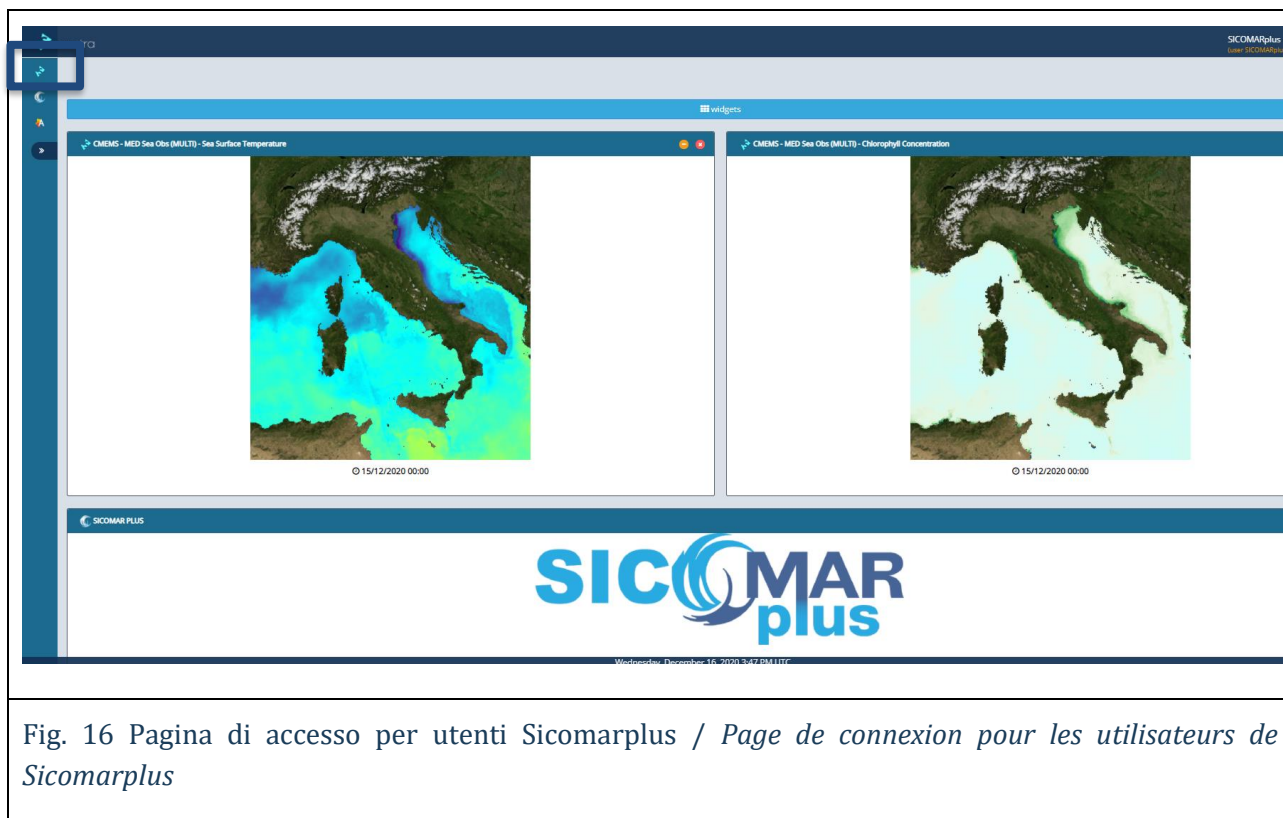 tra
SICOMARplus
widgets
CMEMS - MED Sea Obs (MULTI) - Sea Surface Temperature
CMEMS - MED Sea Obs (MULTI) - Chlorophyll Concentration
15/12/2020 00:00
15/12/2020 00:00
SICOMAR PLUS
SICOMAR
plus
Wednesday, December 16, 2020 3:47 PM UTC
Fig. 16 Pagina di accesso per utenti Sicomarplus / Page de connexion pour les utilisateurs de
Sicomarplus